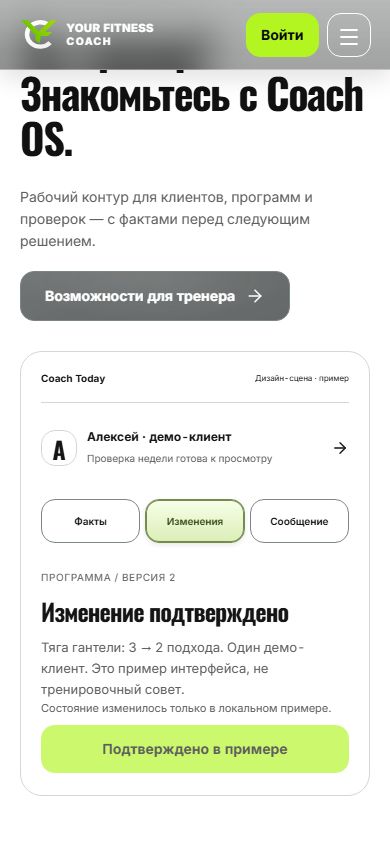 YOUR FITNESS
COACH
Войти
Знакомьтесь с Coach
OS.
Рабочий контур для клиентов, программ и
проверок — с фактами перед следующим
решением.
Возможности для тренера →
Coach Today
Дизайн-сцена · пример
А
Алексей · демо-клиент
Проверка недели готова к просмотру
→
Факты
Изменения
Сообщение
ПРОГРАММА / ВЕРСИЯ 2
Изменение подтверждено
Тяга гантели: 3 → 2 подхода. Один демо-
клиент. Это пример интерфейса, не
тренировочный совет.
Состояние изменилось только в локальном примере.
Подтверждено в примере